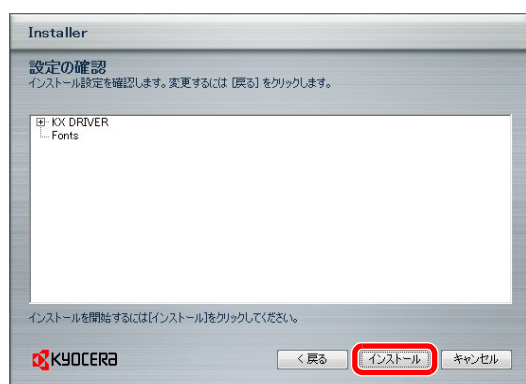 Installer
設定の確認
インストール設定を確認します。変更するには [戻る] をクリックします。
KX DRIVER
Fonts
インストールを開始するには[インストール]をクリックしてください。
KYOCERA
< 戻る
インストール
キャンセル